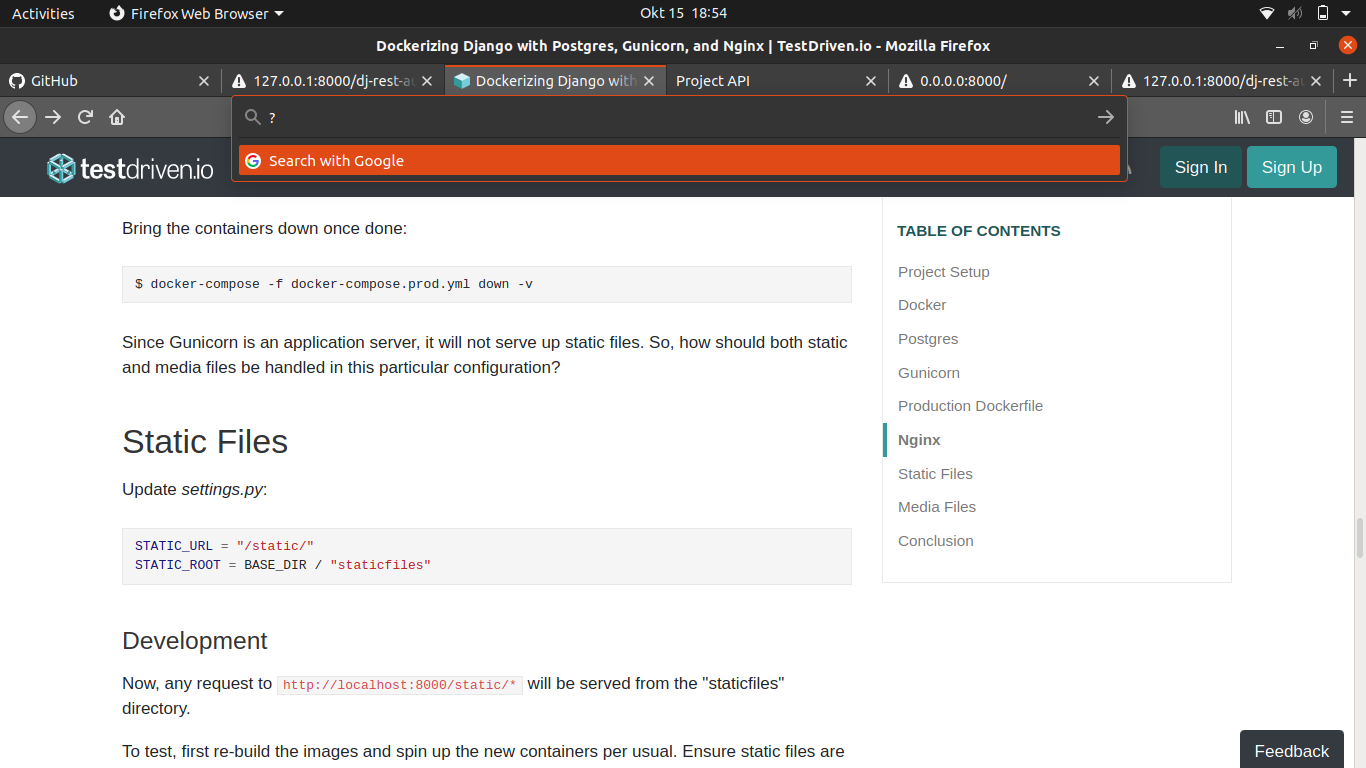 Activities
Firefox Web Browser
Okt 15 18:54
Dockerizing Django with Postgres, Gunicorn, and Nginx | TestDriven.io - Mozilla Firefox
GitHub
127.0.0.1:8000/dj-rest-au
Dockerizing Django with
Project API
0.0.0.0:8000/
127.0.0.1:8000/dj-rest-au
?
Search with Google
testdriven.io
Sign In
Sign Up
Bring the containers down once done:
$ docker-compose -f docker-compose.prod.yml down -v
Since Gunicorn is an application server, it will not serve up static files. So, how should both static
and media files be handled in this particular configuration?
Static Files
Update settings.py:
STATIC_URL = "/static/"
STATIC_ROOT = BASE_DIR / "staticfiles"
Development
Now, any request to http://localhost:8000/static/* will be served from the "staticfiles"
directory.
To test, first re-build the images and spin up the new containers per usual. Ensure static files are
TABLE OF CONTENTS
Project Setup
Docker
Postgres
Gunicorn
Production Dockerfile
Nginx
Static Files
Media Files
Conclusion
Feedback